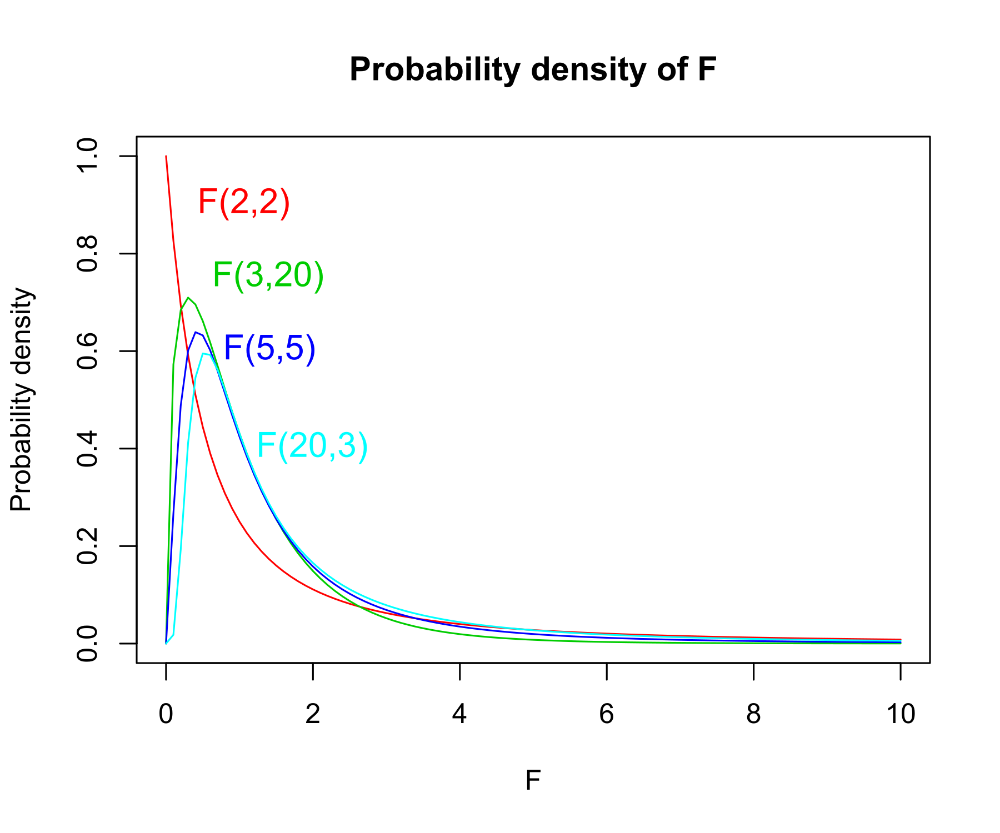 Probability density of F
Probability density
1.0
0.8
0.6
0.4
0.2
0.0
F(2,2)
F(3,20)
F(5,5)
F(20,3)
0 2 4 6 8 10
F